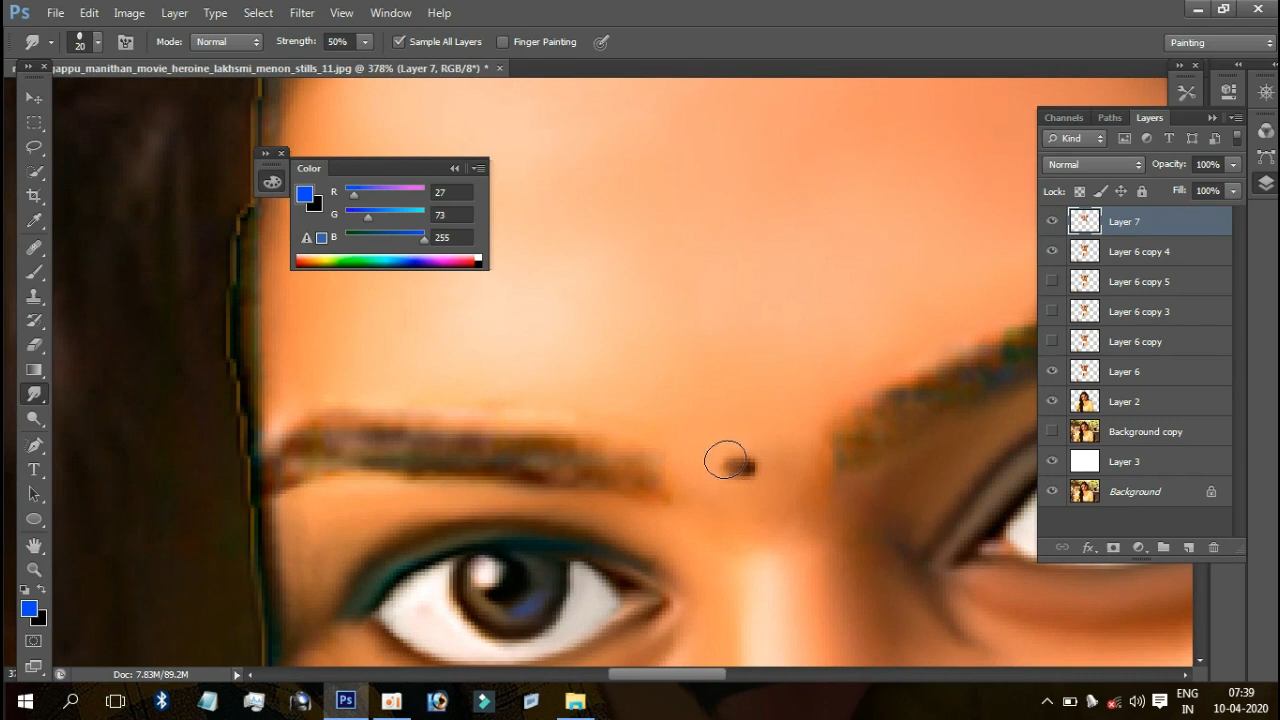 Ps File Edit Image Layer Type Select Filter View Window Help
20 Mode: Normal Strength: 50% Sample All Layers Finger Painting Painting
gappu_manithan_movie_heroine_lakhsmi_menon_stills_11.jpg @ 378% (Layer 7, RGB/8*) *
Channels Paths Layers
Kind
Normal Opacity: 100%
Lock: Fill: 100%
Color
R 27
G 73
B 255
Layer 7
Layer 6 copy 4
Layer 6 copy 5
Layer 6 copy 3
Layer 6 copy
Layer 6
Layer 2
Background copy
Layer 3
Background
fx
Doc: 7.83M/89.2M
Ps
ENG
IN
07:39
10-04-2020